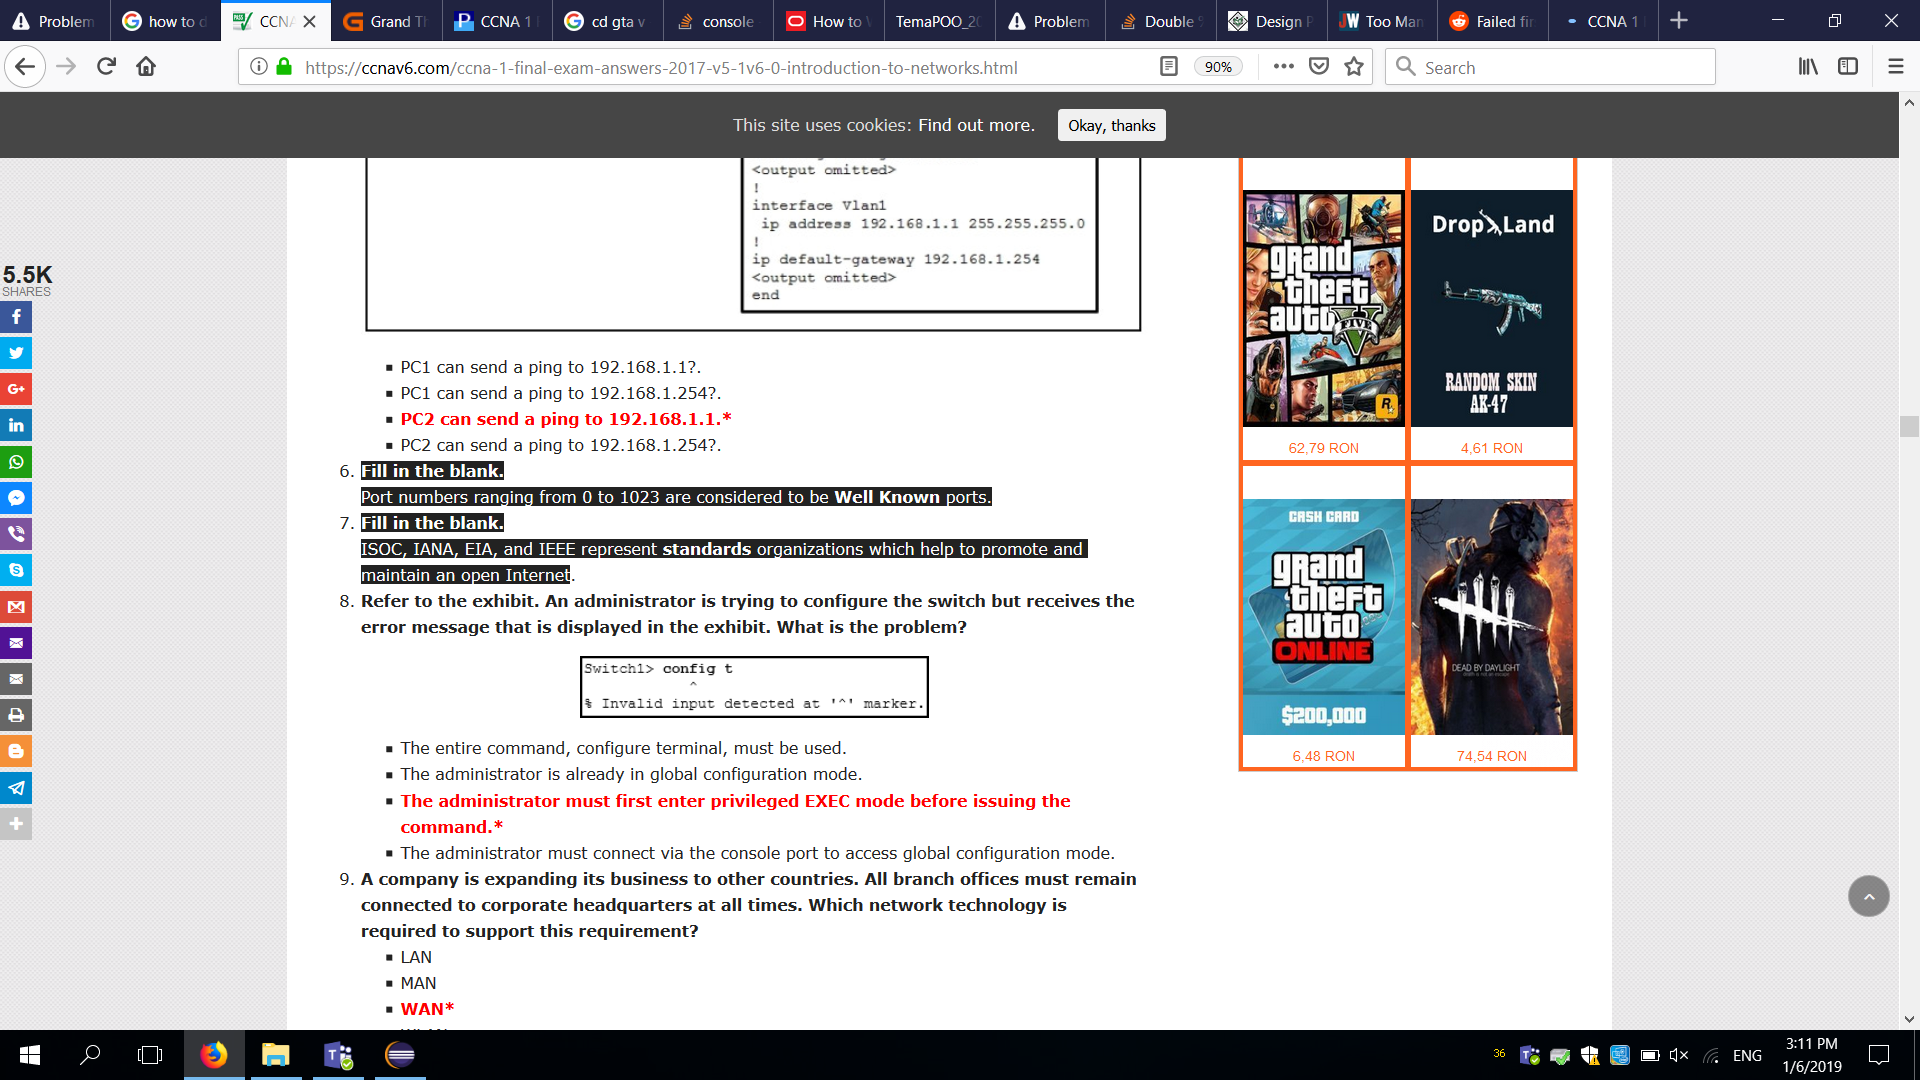 Problem
how to d
CCNA
Grand Th
CCNA 1
cd gta v
console
How to
TemaPOO_20
Problem
Double
Design P
Too Man
Failed fir
CCNA 1
https://ccnav6.com/ccna-1-final-exam-answers-2017-v5-1v6-0-introduction-to-networks.html
90%
Search
This site uses cookies: Find out more.
Okay, thanks
5.5K
SHARES
<output omitted>
!
interface Vlan1
ip address 192.168.1.1 255.255.255.0
!
ip default-gateway 192.168.1.254
<output omitted>
end
PC1 can send a ping to 192.168.1.1?.
PC1 can send a ping to 192.168.1.254?.
PC2 can send a ping to 192.168.1.1.*
PC2 can send a ping to 192.168.1.254?.
6. Fill in the blank.
Port numbers ranging from 0 to 1023 are considered to be Well Known ports.
7. Fill in the blank.
ISOC, IANA, EIA, and IEEE represent standards organizations which help to promote and
maintain an open Internet.
8. Refer to the exhibit. An administrator is trying to configure the switch but receives the
error message that is displayed in the exhibit. What is the problem?
Switch1> config t
^
% Invalid input detected at '^' marker.
The entire command, configure terminal, must be used.
The administrator is already in global configuration mode.
The administrator must first enter privileged EXEC mode before issuing the
command.*
The administrator must connect via the console port to access global configuration mode.
9. A company is expanding its business to other countries. All branch offices must remain
connected to corporate headquarters at all times. Which network technology is
required to support this requirement?
LAN
MAN
WAN*
grand
theft
auto
FIVE
62,79 RON
Drop Land
RANDOM SKIN
AK-47
4,61 RON
CASH CARD
grand
theft
auto
ONLINE
$200,000
6,48 RON
DEAD BY DAYLIGHT
74,54 RON
36
ENG
3:11 PM
1/6/2019